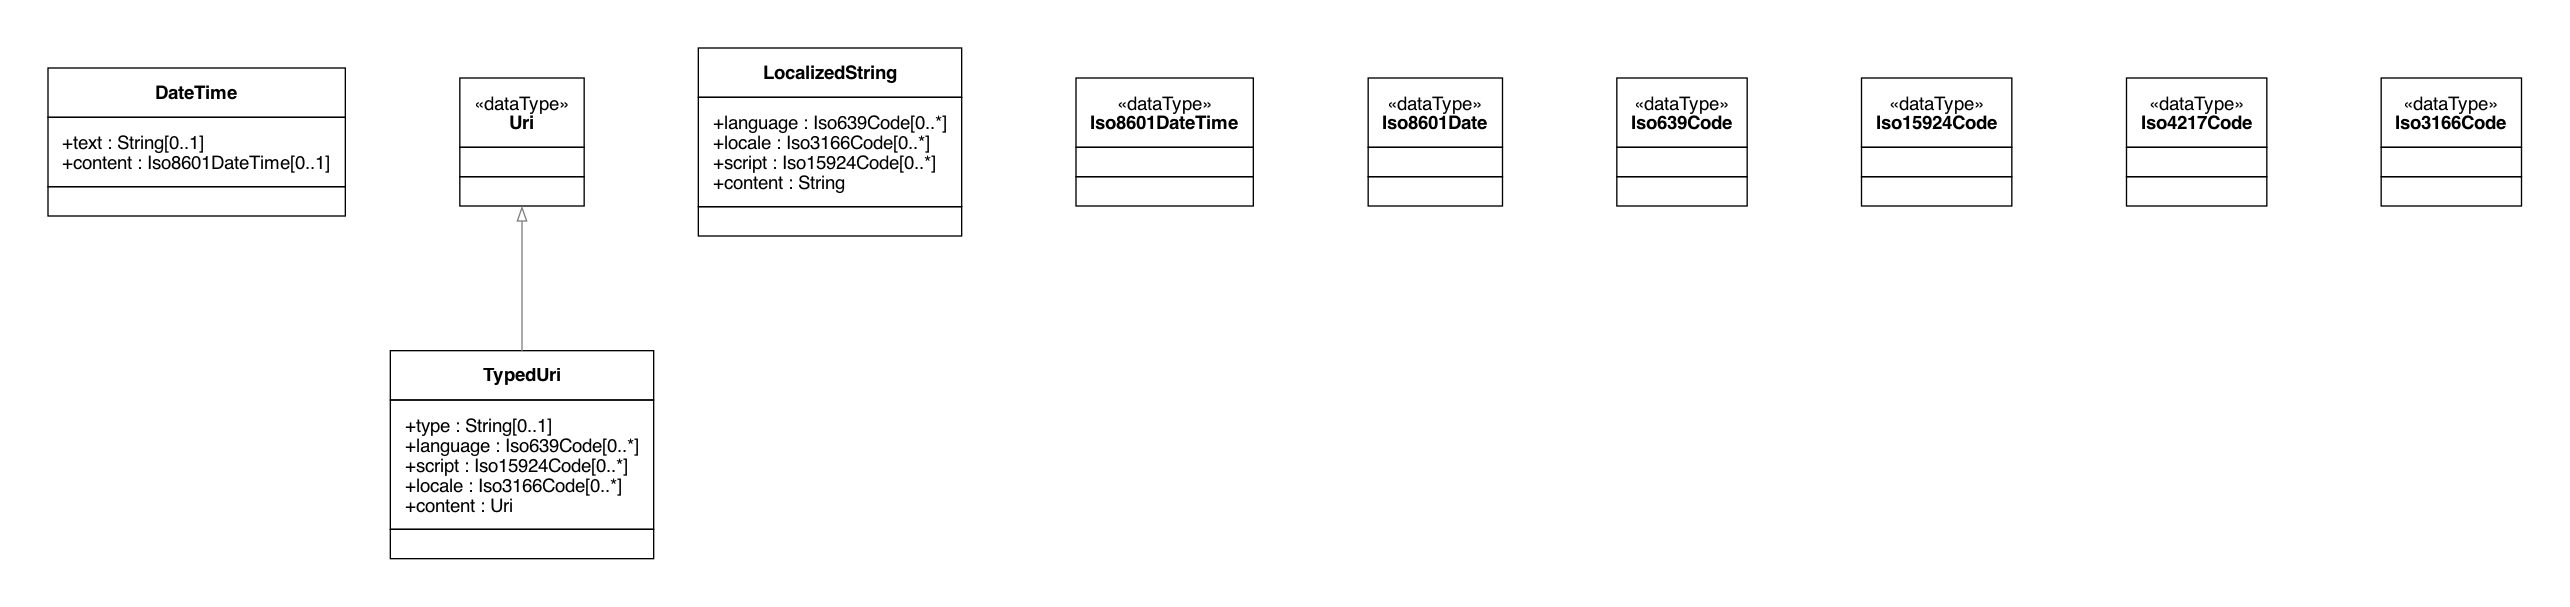 DateTime
+text : String[0..1]
+content : Iso8601DateTime[0..1]
«dataType»
Uri
LocalizedString
+language : Iso639Code[0..*]
+locale : Iso3166Code[0..*]
+script : Iso15924Code[0..*]
+content : String
«dataType»
Iso8601DateTime
«dataType»
Iso8601Date
«dataType»
Iso639Code
«dataType»
Iso15924Code
«dataType»
Iso4217Code
«dataType»
Iso3166Code
TypedUri
+type : String[0..1]
+language : Iso639Code[0..*]
+script : Iso15924Code[0..*]
+locale : Iso3166Code[0..*]
+content : Uri